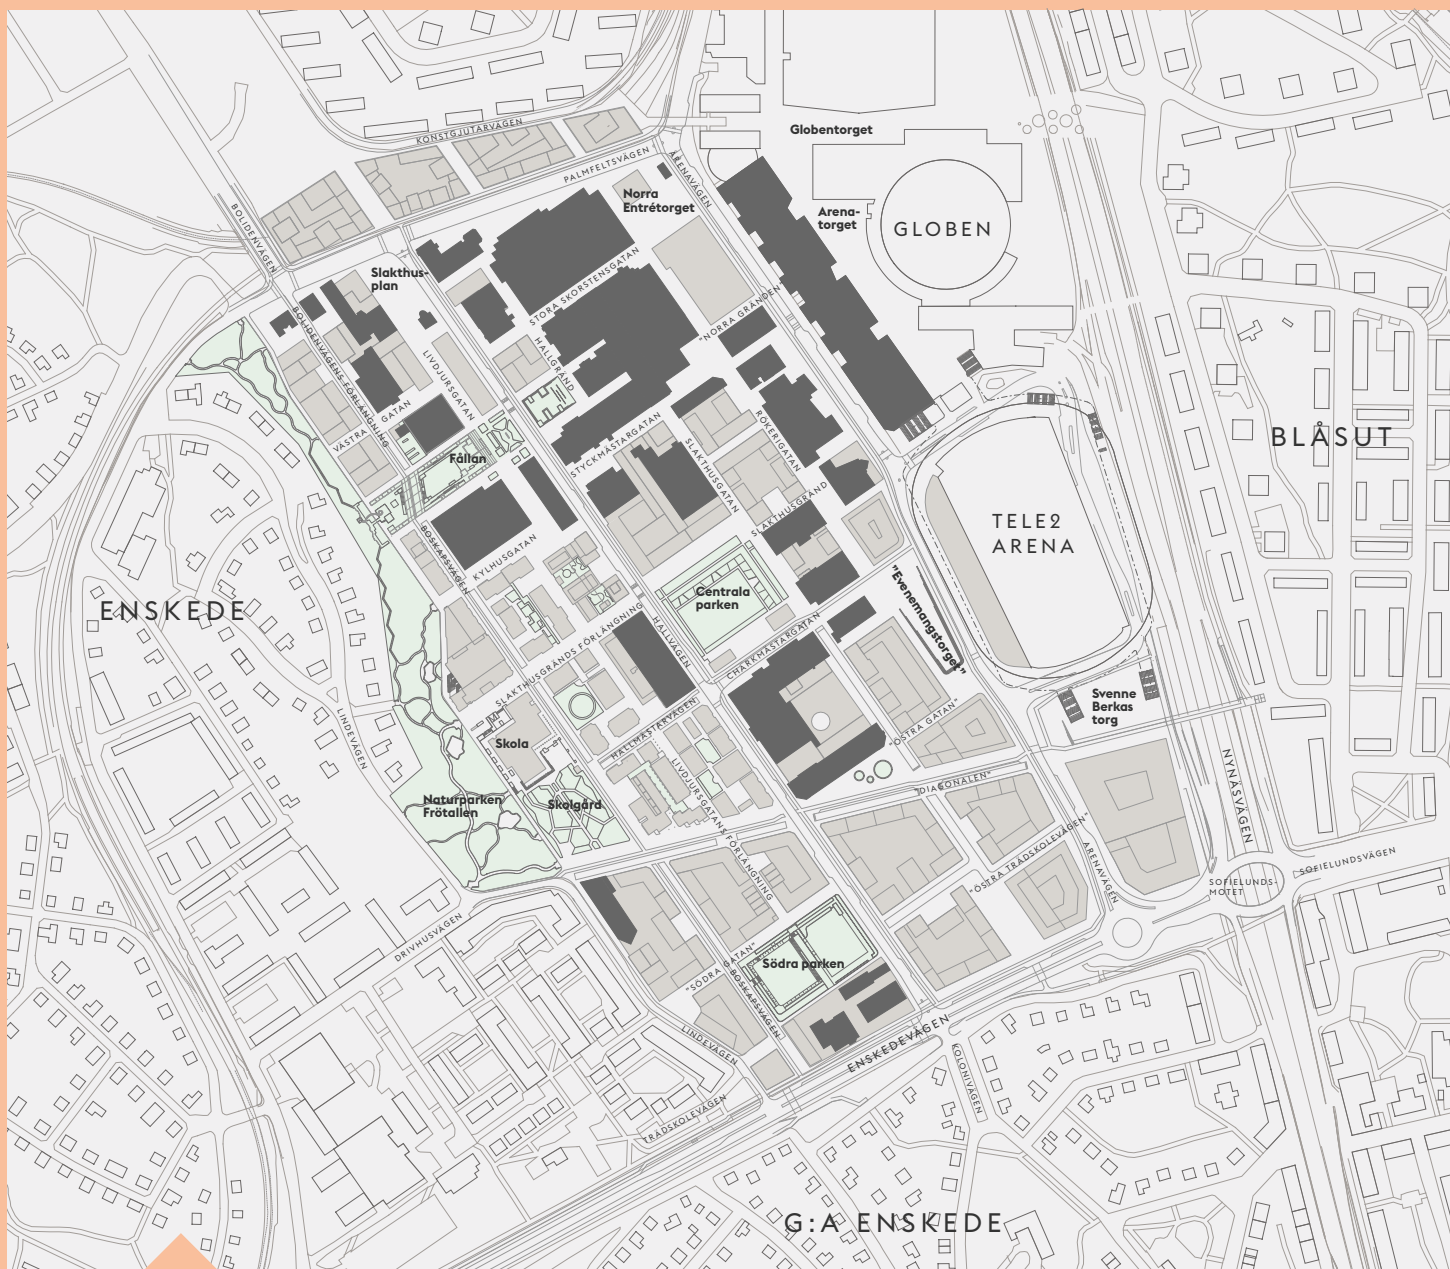 KONSTGJUTARVÄGEN
Globentorget
PALMFELTSVÄGEN
ARENAVÄGEN
Norra
Entrétorget
BOLIDENVÄGEN
Arena-
torget
GLOBEN
Slakthus-
plan
STORA SKORSTENSGATAN
"NORRA GRÄNDEN"
BOLIDENVÄGENS FÖRLÄNGNING
HALLGRÄND
LIVDJURSGATAN
VÄSTRA GATAN
STYCKMÄSTARGATAN
RÖKERIGATAN
BLÅSUT
SLAKTHUSGATAN
Fållan
SLAKTHUSGRÄND
TELE2
ARENA
BOSKAPSVÄGEN
KYLHUSGATAN
"Evenemangstorget"
Centrala
parken
ENSKEDE
SLAKTHUSGRÄNDS FÖRLÄNGNING
HALLVÄGEN
CHARKMÄSTARGATAN
LINDEVÄGEN
HALLMÄSTARVÄGEN
"ÖSTRA GATAN"
Svenne
Berkas
torg
Skola
LIVDJURSGATANS FÖRLÄNGNING
"DIAGONALEN"
NYNÄSVÄGEN
Naturparken
Frötallen
Skolgård
"ÖSTRA TRÄDSKOLEVÄGEN"
ARENAVÄGEN
SOFIELUNDSVÄGEN
SOFIELUNDS-
MOTET
DRIVHUSVÄGEN
"SÖDRA GATAN"
Södra parken
BOSKAPSVÄGEN
LINDEVÄGEN
ENSKEDEVÄGEN
KOLONIVÄGEN
TRÄDSKOLEVÄGEN
G:A ENSKEDE